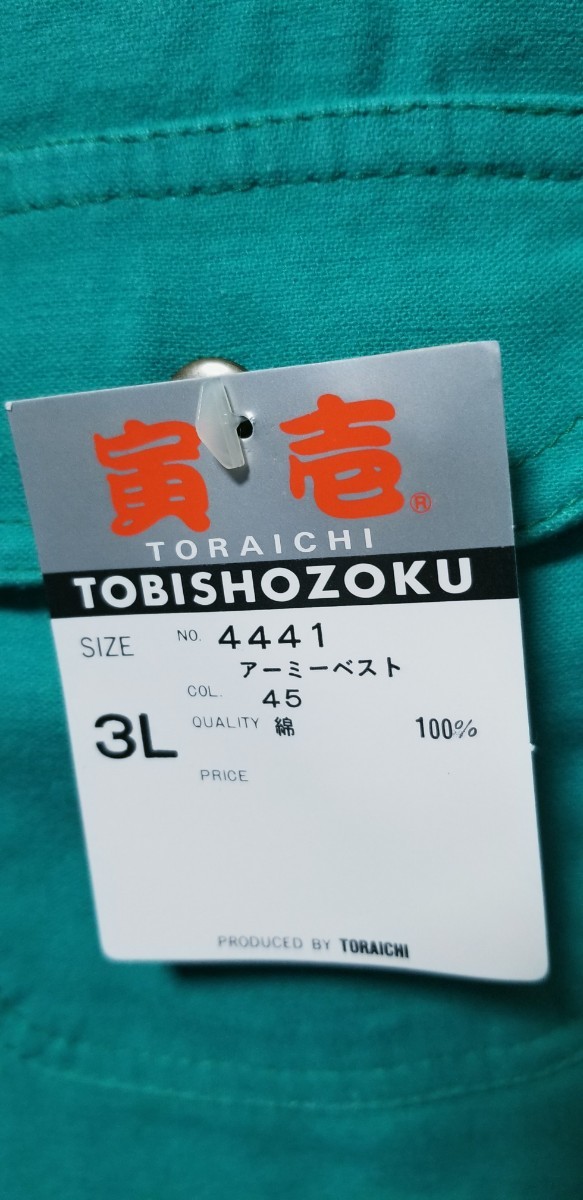 寅壱®
TORAICHI
TOBISHOZOKU
SIZE NO. 4441
アーミーベスト
COL. 45
3L QUALITY 綿 100%
PRICE
PRODUCED BY TORAICHI